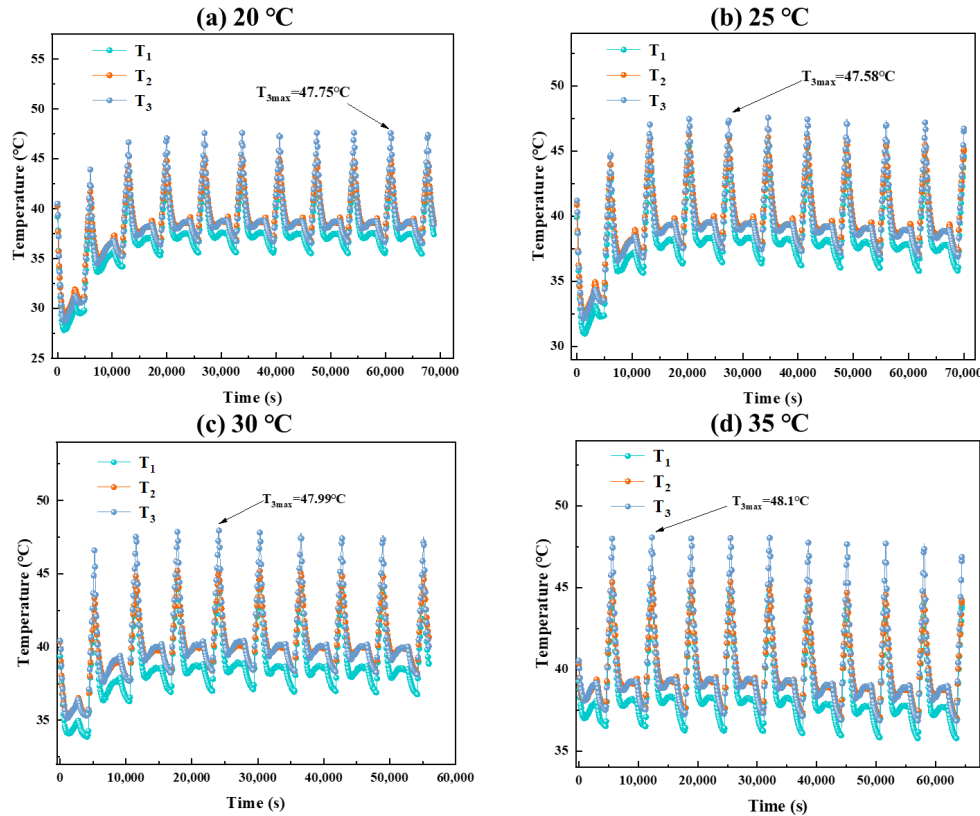 (a) 20 ℃
T1
T2
T3
T3max=47.75℃
55
50
45
40
35
30
25
Temperature (℃)
0 10,000 20,000 30,000 40,000 50,000 60,000 70,000
Time (s)
(b) 25 ℃
T1
T2
T3
T3max=47.58℃
50
45
40
35
30
Temperature (℃)
0 10,000 20,000 30,000 40,000 50,000 60,000 70,000
Time (s)
(c) 30 ℃
T1
T2
T3
T3max=47.99℃
50
45
40
35
Temperature (℃)
0 10,000 20,000 30,000 40,000 50,000 60,000
Time (s)
(d) 35 ℃
T1
T2
T3
T3max=48.1℃
50
45
40
35
Temperature (℃)
0 10,000 20,000 30,000 40,000 50,000 60,000
Time (s)